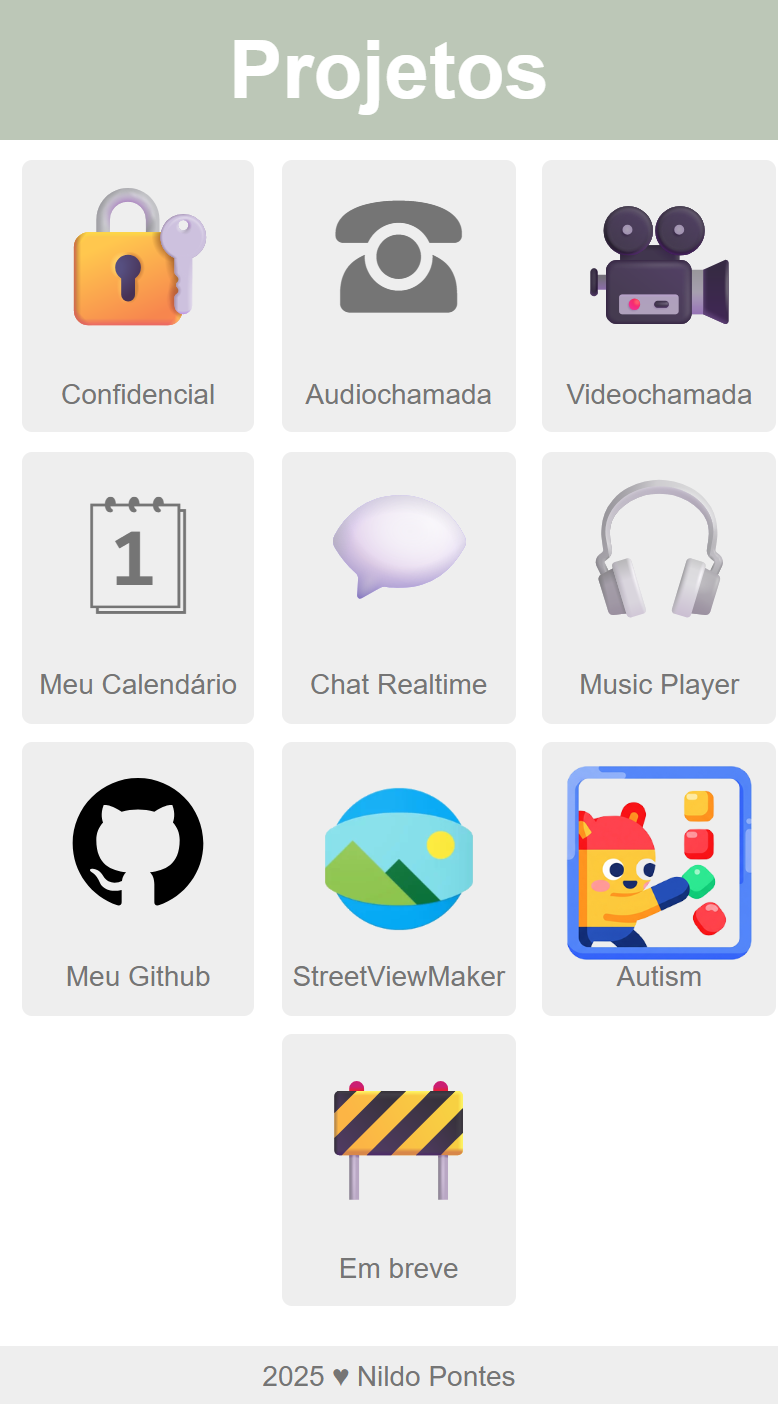 Projetos
Confidencial
Audiochamada
Videochamada
1
Meu Calendário
Chat Realtime
Music Player
Meu Github
StreetViewMaker
Autism
Em breve
2025 ♥ Nildo Pontes